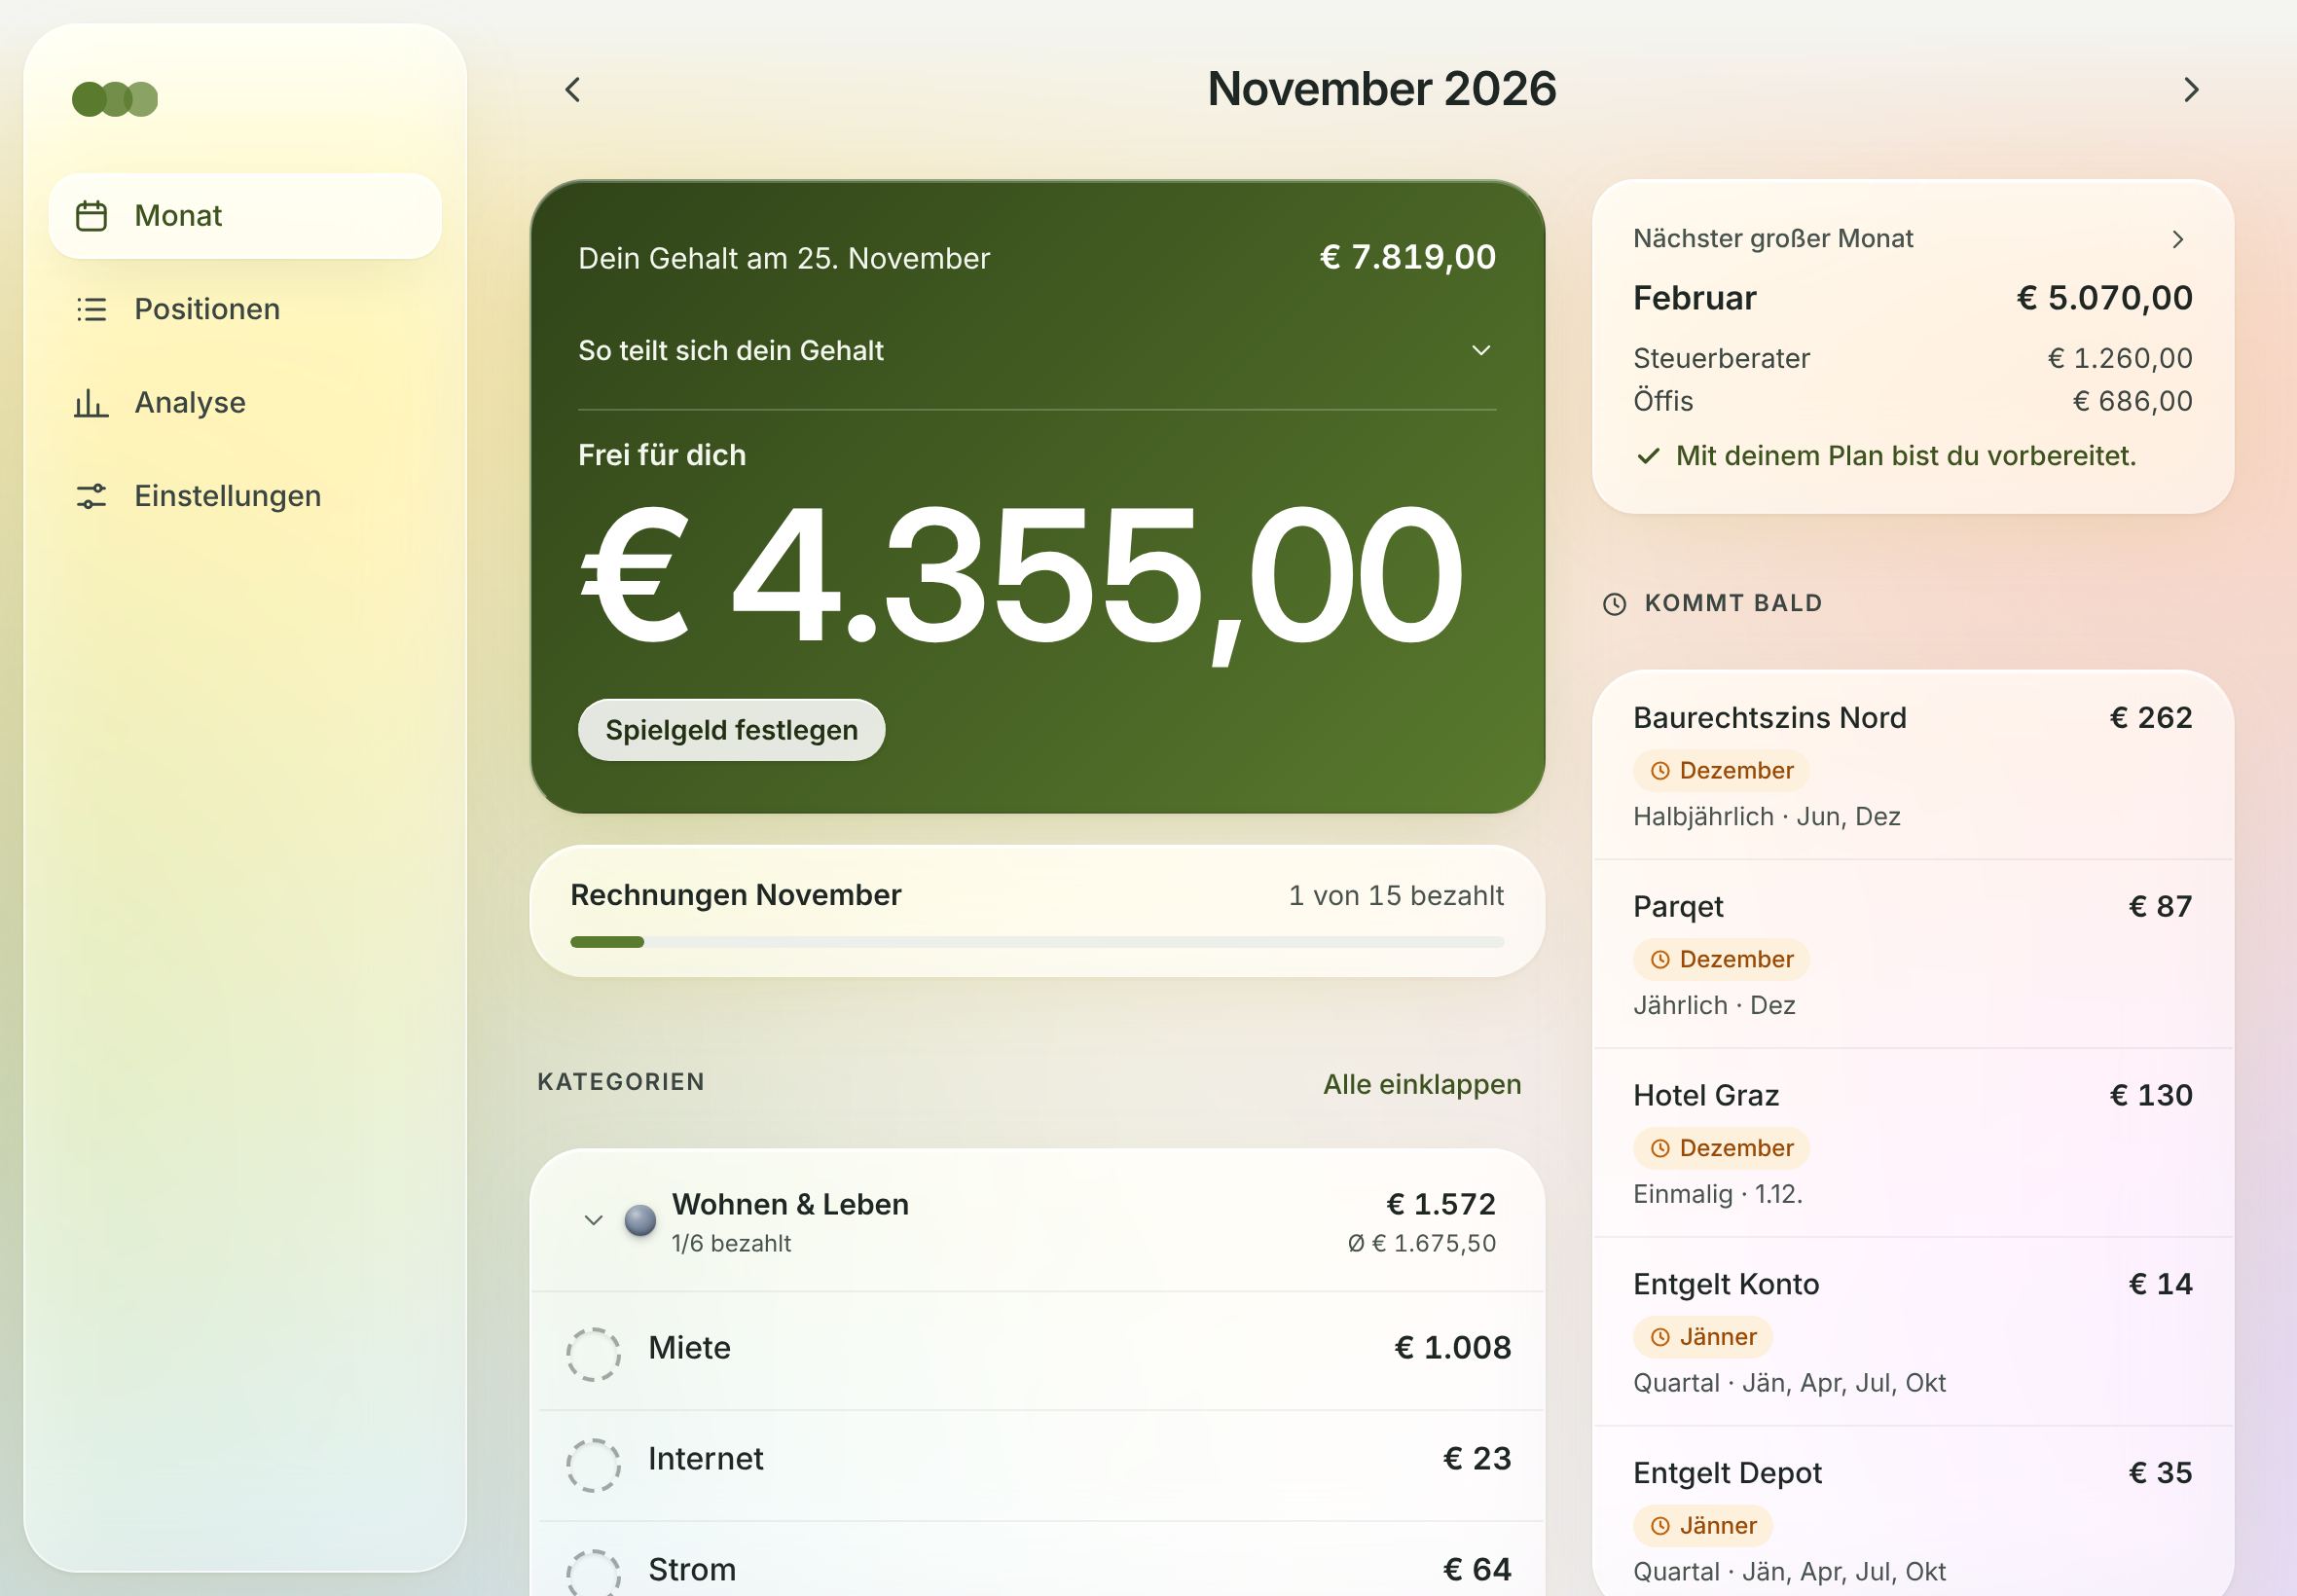 Monat
Positionen
Analyse
Einstellungen
November 2026
Dein Gehalt am 25. November € 7.819,00
So teilt sich dein Gehalt
Frei für dich
€ 4.355,00
Spielgeld festlegen
Rechnungen November 1 von 15 bezahlt
KATEGORIEN Alle einklappen
Wohnen & Leben € 1.572
1/6 bezahlt Ø € 1.675,50
Miete € 1.008
Internet € 23
Strom € 64
Nächster großer Monat
Februar € 5.070,00
Steuerberater € 1.260,00
Öffis € 686,00
Mit deinem Plan bist du vorbereitet.
KOMMT BALD
Baurechtszins Nord € 262
Dezember
Halbjährlich · Jun, Dez
Parqet € 87
Dezember
Jährlich · Dez
Hotel Graz € 130
Dezember
Einmalig · 1.12.
Entgelt Konto € 14
Jänner
Quartal · Jän, Apr, Jul, Okt
Entgelt Depot € 35
Jänner
Quartal · Jän, Apr, Jul, Okt